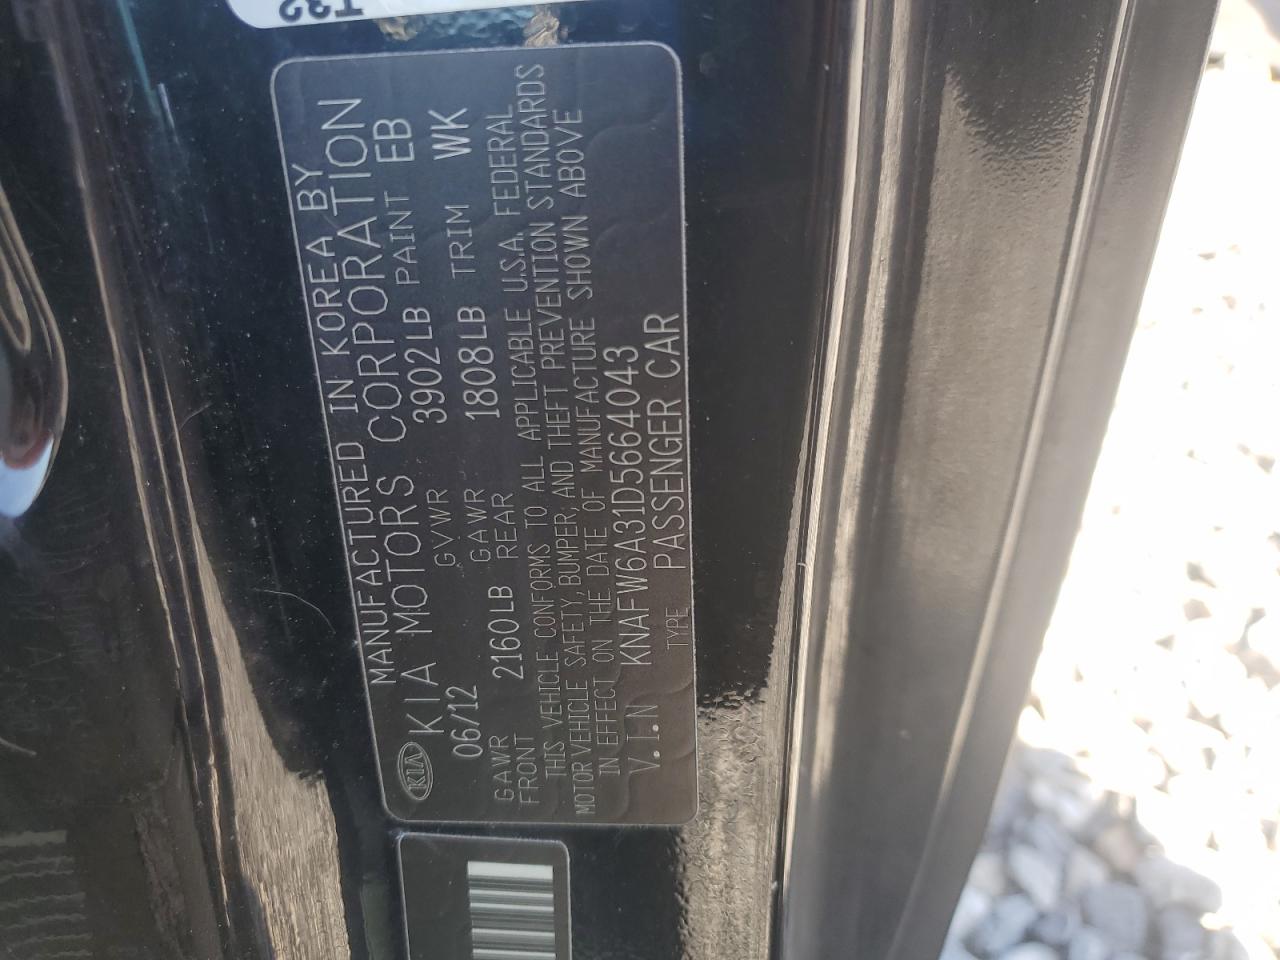 T32
MANUFACTURED IN KOREA BY
KIA KIA MOTORS CORPORATION
06/12 GVWR 3902LB PAINT EB
GAWR FRONT 2160LB GAWR REAR 1808LB TRIM WK
THIS VEHICLE CONFORMS TO ALL APPLICABLE U.S.A. FEDERAL
MOTOR VEHICLE SAFETY, BUMPER, AND THEFT PREVENTION STANDARDS
IN EFFECT ON THE DATE OF MANUFACTURE SHOWN ABOVE
V.I.N KNAFW6A31D5664043
TYPE PASSENGER CAR